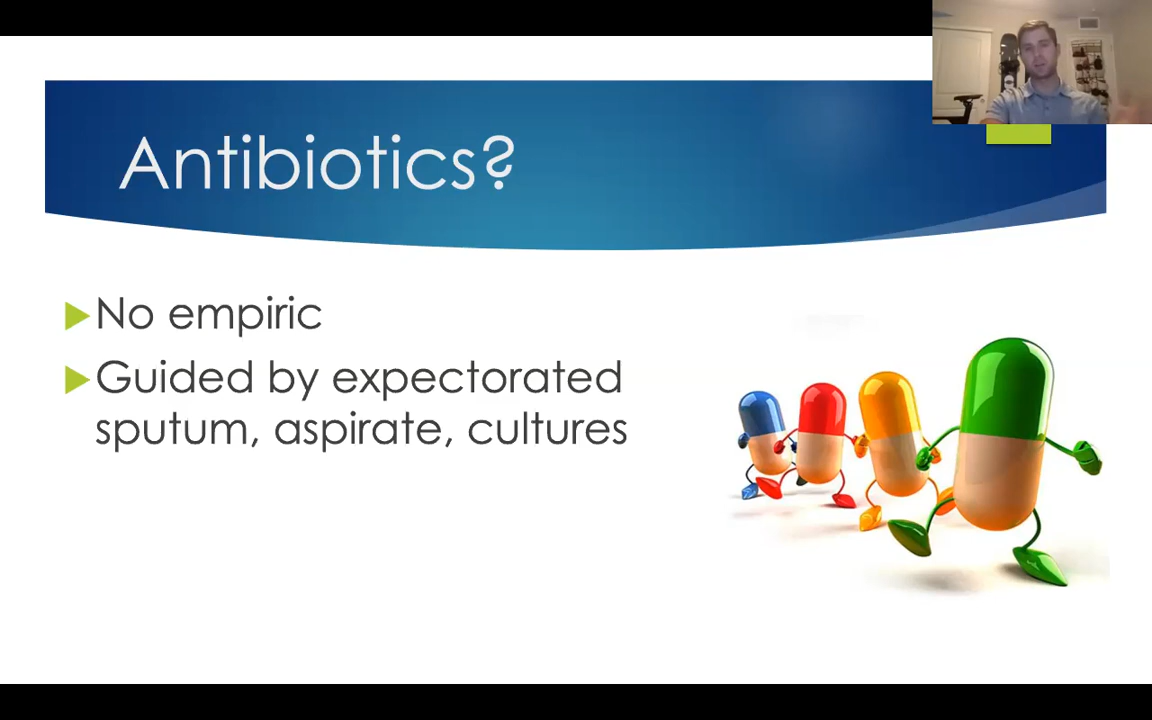 Antibiotics?
No empiric
Guided by expectorated
sputum, aspirate, cultures